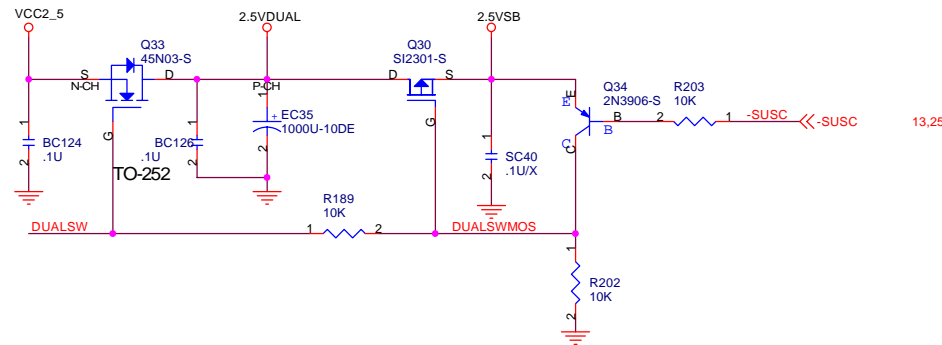 VCC2_5
2.5VDUAL
2.5VSB
Q33
45N03-S
Q30
SI2301-S
S
D
N-CH
P-CH
D
S
G
G
1
BC124
.1U
2
TO-252
1
BC126
.1U
2
1
+
EC35
1000U-10DE
2
1
SC40
.1U/X
2
E
E
Q34
2N3906-S
B
B
C
C
R203
10K
2
1
-SUSC
-SUSC
13,25
DUALSW
R189
10K
1
2
DUALSWMOS
1
R202
10K
2